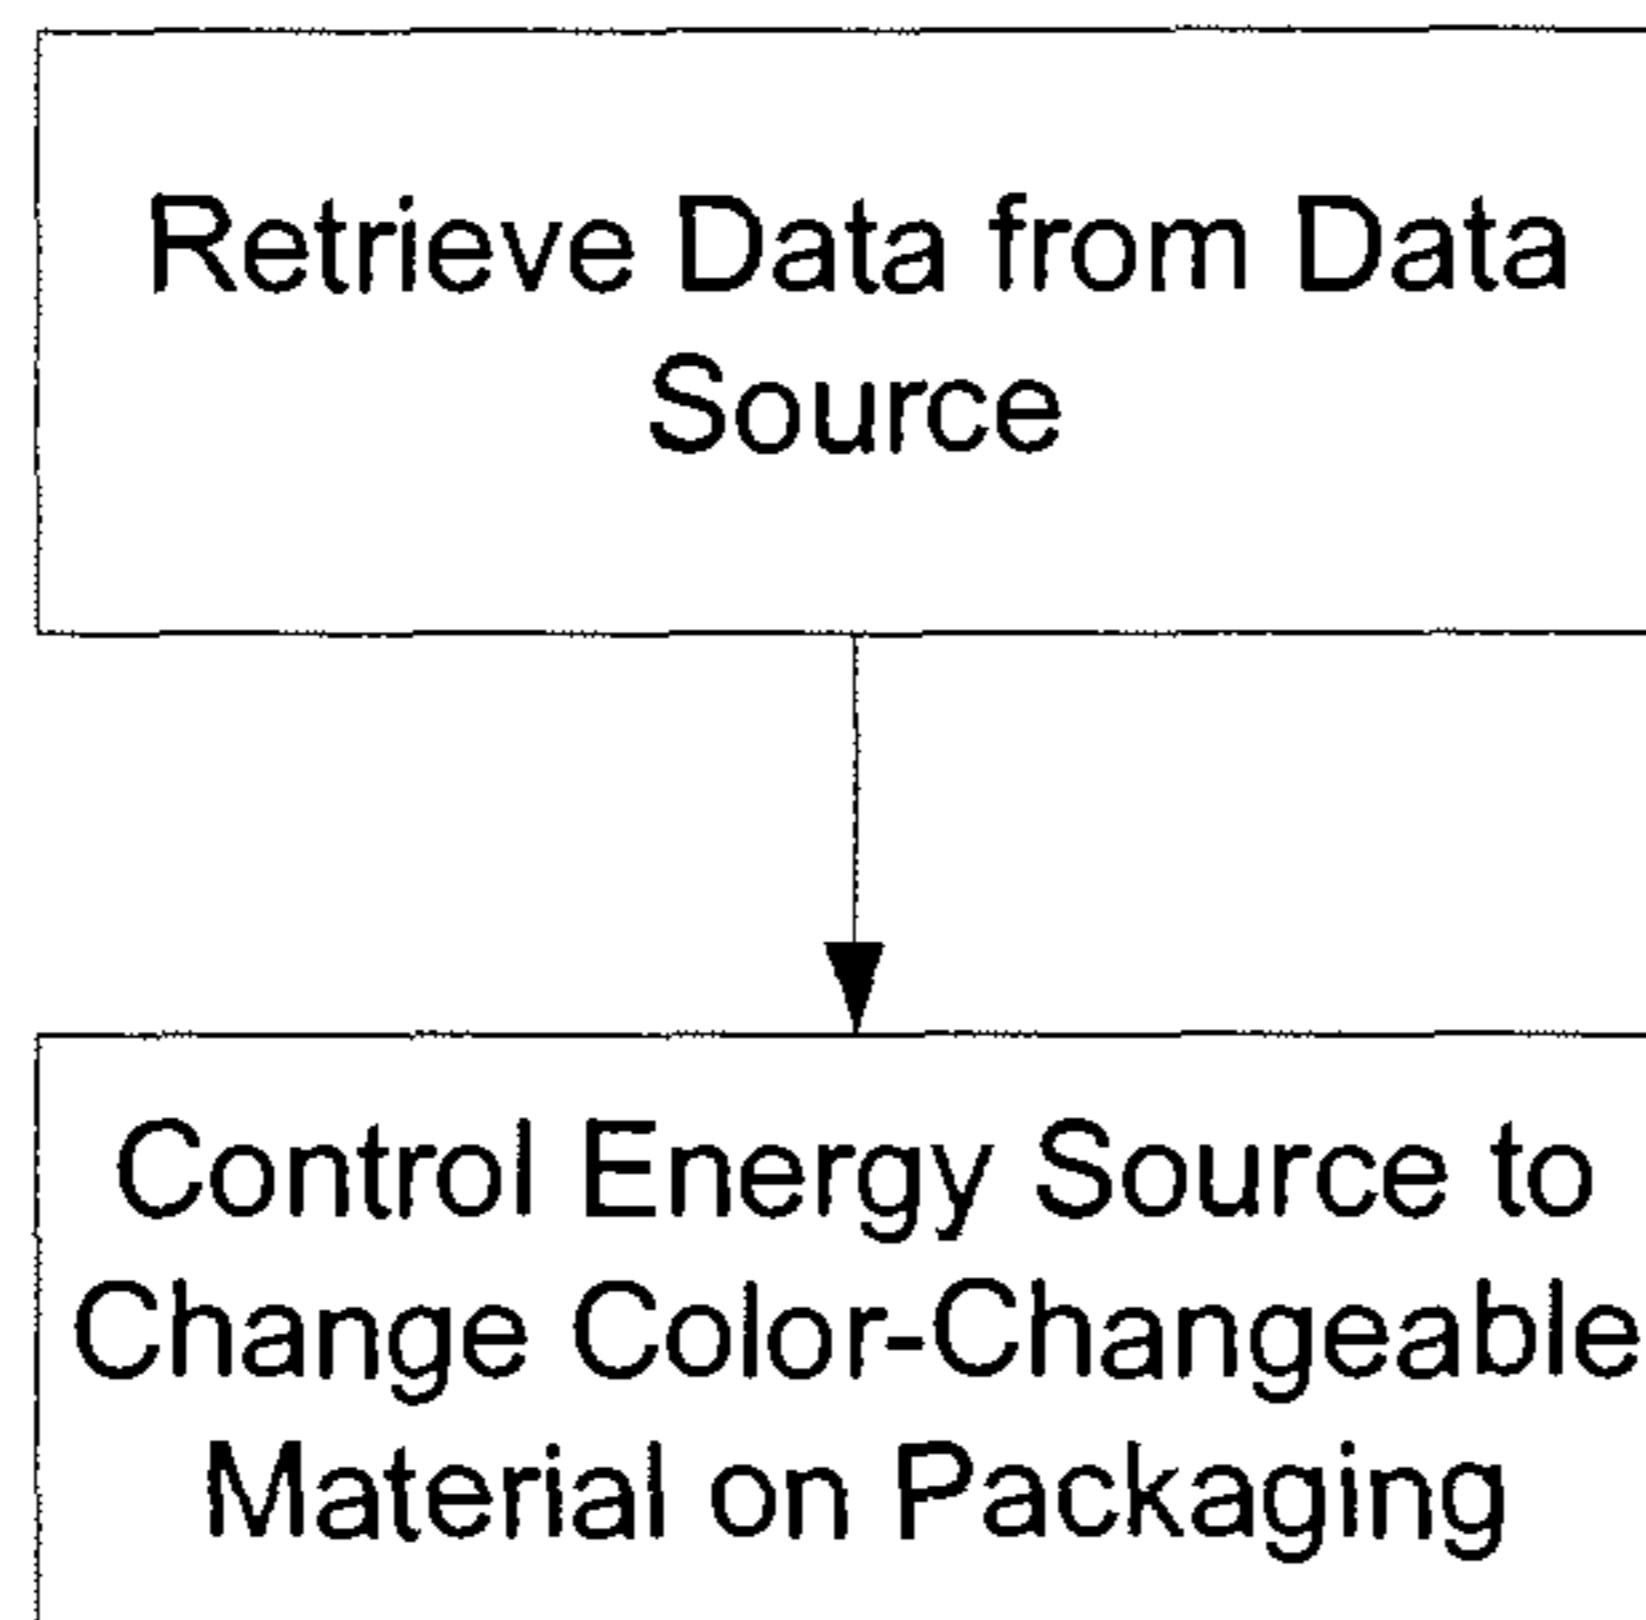 Retrieve Data from Data
Source
Control Energy Source to
Change Color-Changeable
Material on Packaging